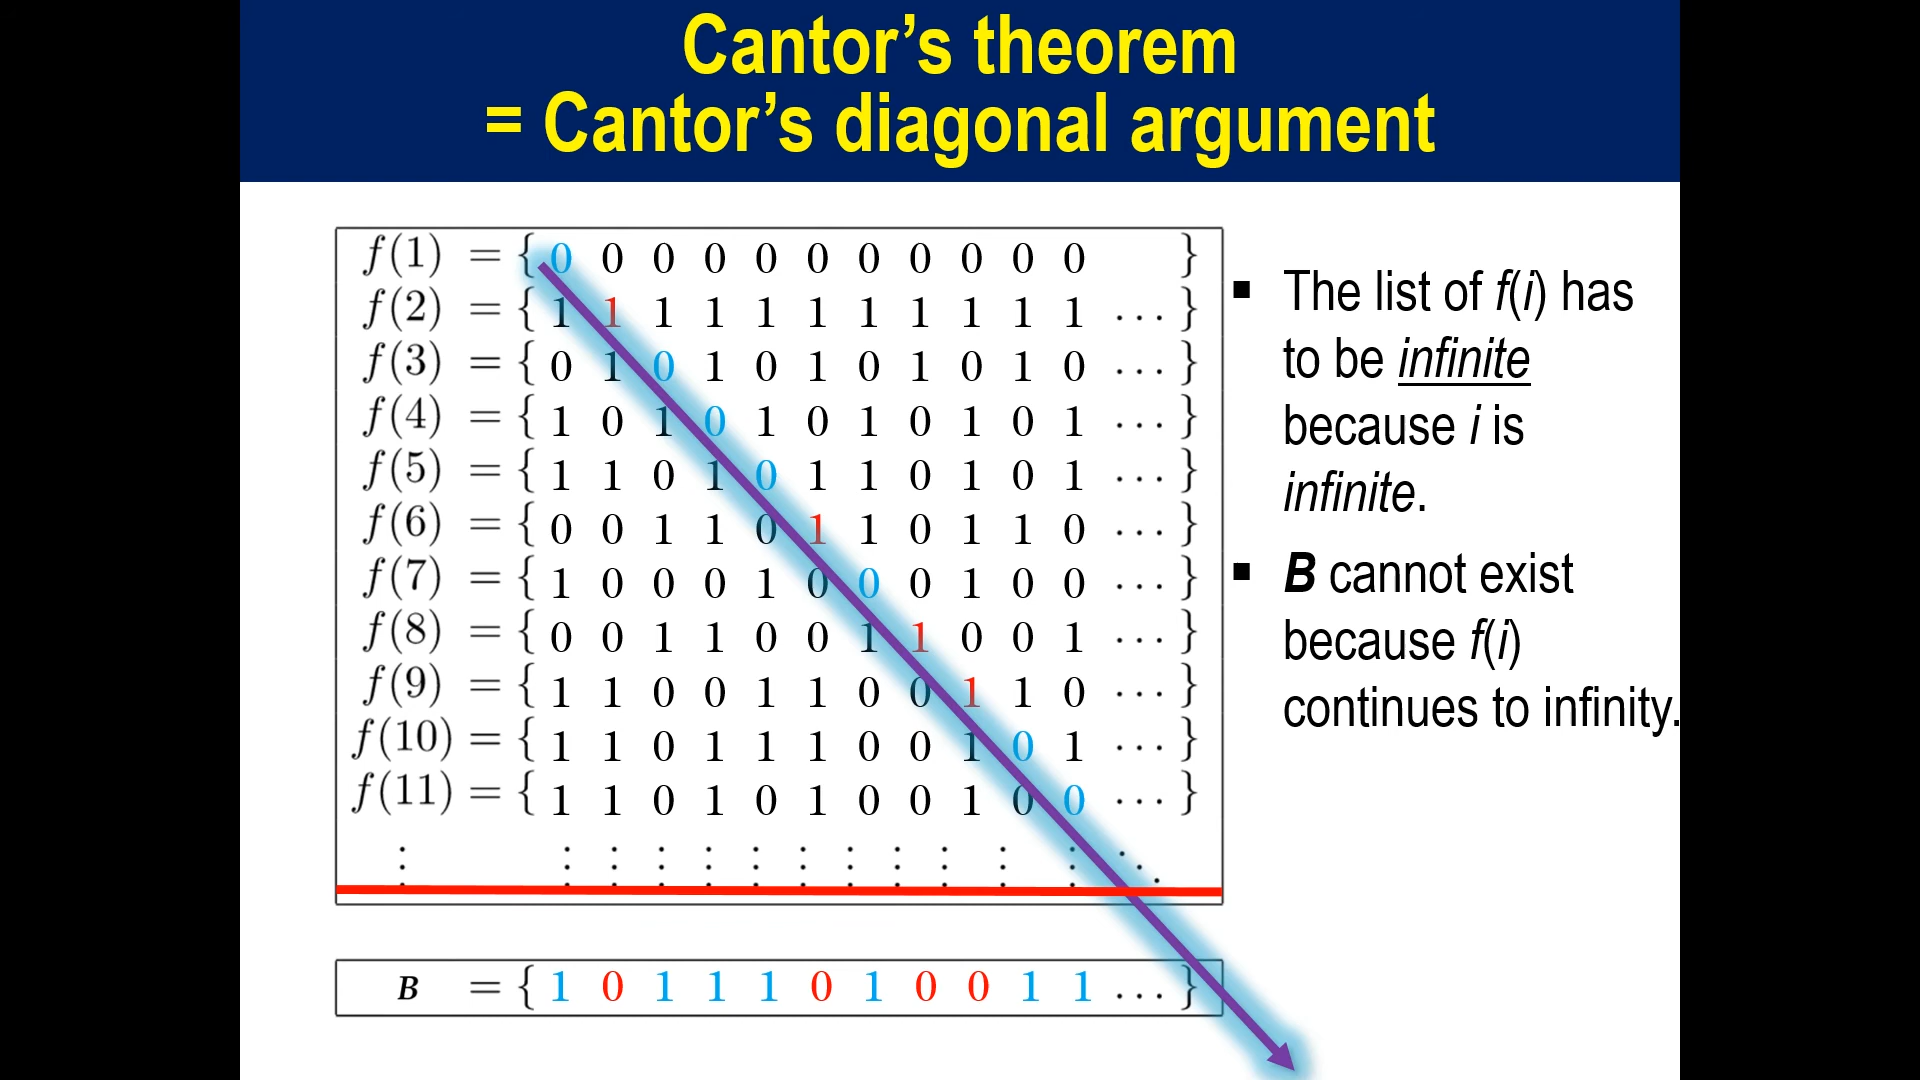 Cantor’s theorem
= Cantor’s diagonal argument
f(1) = { 0 0 0 0 0 0 0 0 0 0 0 }
f(2) = { 1 1 1 1 1 1 1 1 1 1 1 ... }
f(3) = { 0 1 0 1 0 1 0 1 0 1 0 ... }
f(4) = { 1 0 1 0 1 0 1 0 1 0 1 ... }
f(5) = { 1 1 0 1 0 1 1 0 1 0 1 ... }
f(6) = { 0 0 1 1 0 1 1 0 1 1 0 ... }
f(7) = { 1 0 0 0 1 0 0 0 1 0 0 ... }
f(8) = { 0 0 1 1 0 0 1 1 0 0 1 ... }
f(9) = { 1 1 0 0 1 1 0 0 1 1 0 ... }
f(10) = { 1 1 0 1 1 1 0 0 1 0 1 ... }
f(11) = { 1 1 0 1 0 1 0 0 1 0 0 ... }
⋮ ⋮ ⋮ ⋮ ⋮ ⋮ ⋮ ⋮ ⋮ ⋮ ⋮ ⋱
B = { 1 0 1 1 1 0 1 0 0 1 1 ... }
▪ The list of f(i) has
to be infinite
because i is
infinite.
▪ B cannot exist
because f(i)
continues to infinity.